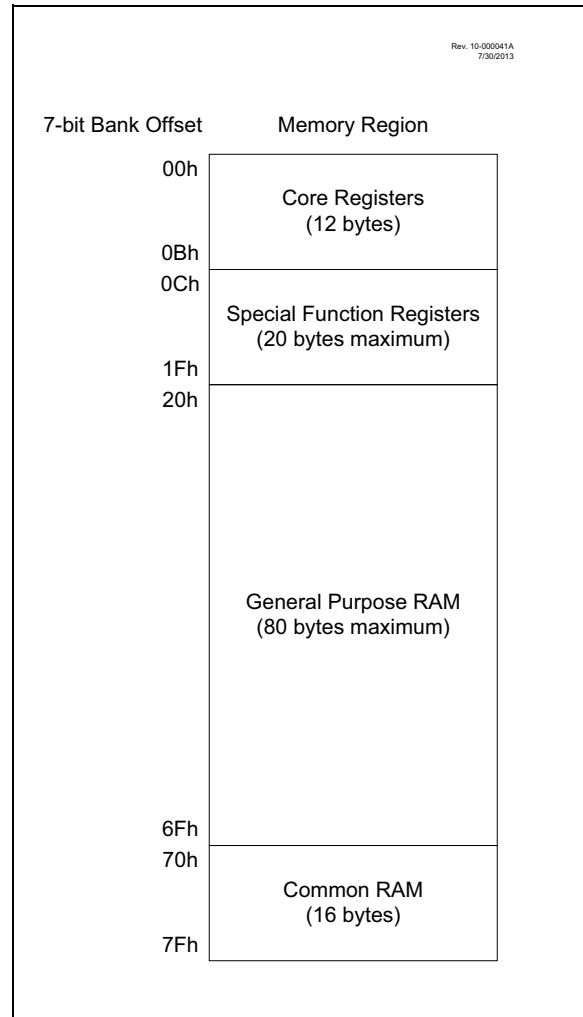 Rev. 10-000041A
7/30/2013
7-bit Bank Offset Memory Region
00h
Core Registers
(12 bytes)
0Bh
0Ch
Special Function Registers
(20 bytes maximum)
1Fh
20h
General Purpose RAM
(80 bytes maximum)
6Fh
70h
Common RAM
(16 bytes)
7Fh